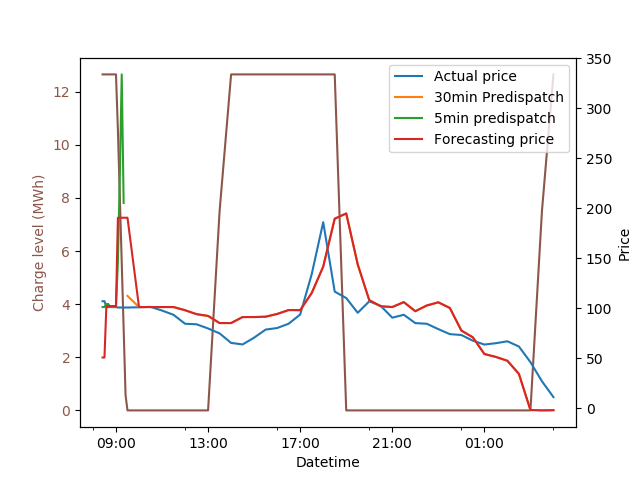 Actual price
30min Predispatch
5min predispatch
Forecasting price
Charge level (MWh)
12
10
8
6
4
2
0
350
300
250
200
150
100
50
0
Price
09:00 13:00 17:00 21:00 01:00
Datetime